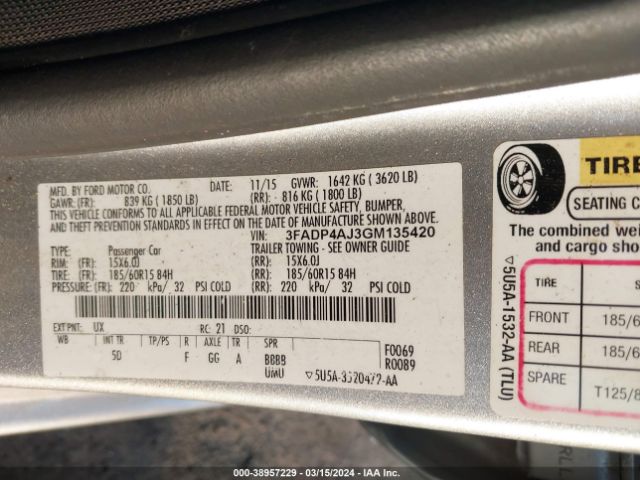 MFD. BY FORD MOTOR CO. DATE: 11/15 GVWR: 1642 KG ( 3620 LB)
GAWR: (FR): 839 KG ( 1850 LB) (RR): 816 KG ( 1800 LB)
THIS VEHICLE CONFORMS TO ALL APPLICABLE FEDERAL MOTOR VEHICLE SAFETY, BUMPER,
AND THEFT PREVENTION STANDARDS IN EFFECT ON THE DATE OF MANUFACTURE SHOWN ABOVE.
VIN: 3FADP4AJ3GM135420
TYPE: Passenger Car TRAILER TOWING - SEE OWNER GUIDE
RIM: (FR): 15X6.0J (RR): 15X6.0J
TIRE: (FR): 185/60R15 84H (RR): 185/60R15 84H
PRESSURE: (FR): 220 kPa/ 32 PSI COLD (RR): 220 kPa/ 32 PSI COLD
EXT PNT: UX RC: 21 DSO:
WB INT TR TP/PS R AXLE TR SPR
5D F GG A BBBB F0069
UMU R0089
▽5U5A-3520472-AA
TIRE
SEATING C
The combined weig
and cargo shou
▽5U5A-1532-AA (TLU)
TIRE S
FRONT 185/6
REAR 185/6
SPARE T125/8
000-38957229 - 03/15/2024 - IAA Inc.